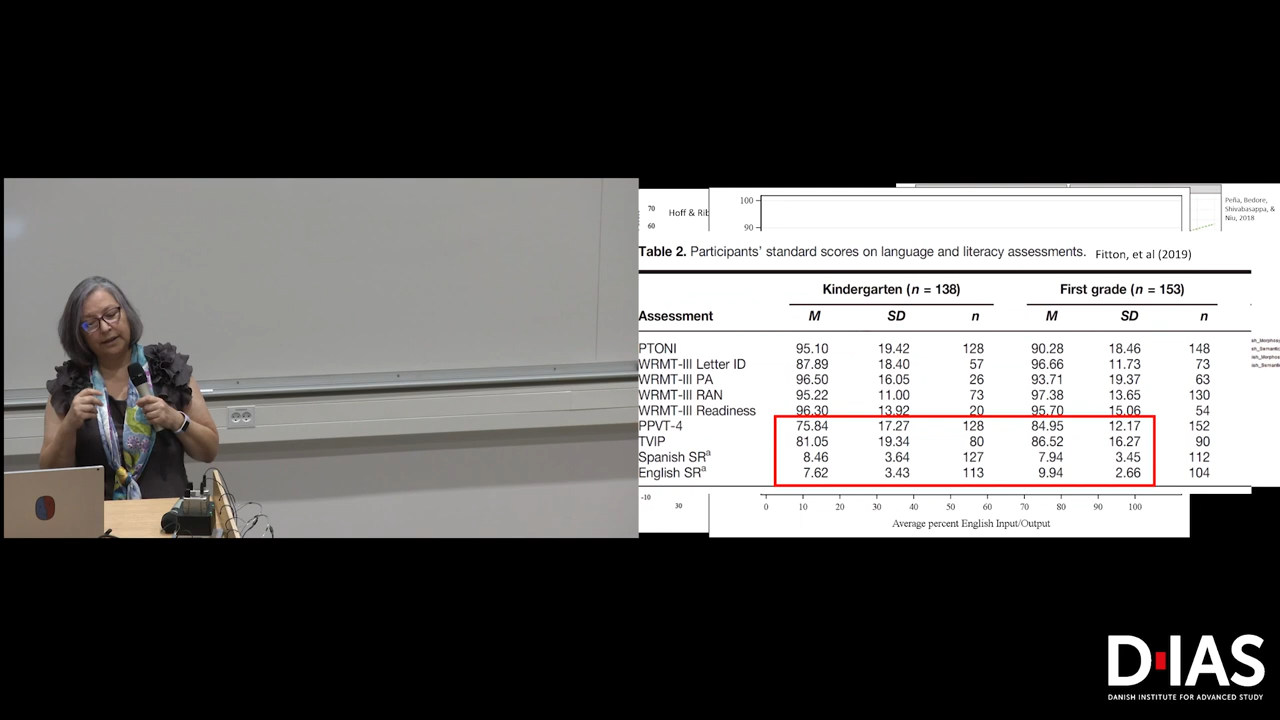 70
60
Hoff & Rib
100
90
Peña, Bedore,
Shivabasappa, &
Niu, 2018
Table 2. Participants' standard scores on language and literacy assessments. Fitton, et al (2019)
Kindergarten (n = 138) First grade (n = 153)
Assessment M SD n M SD n
PTONI 95.10 19.42 128 90.28 18.46 148
WRMT-III Letter ID 87.89 18.40 57 96.66 11.73 73
WRMT-III PA 96.50 16.05 26 93.71 19.37 63
WRMT-III RAN 95.22 11.00 73 97.38 13.65 130
WRMT-III Readiness 96.30 13.92 20 95.70 15.06 54
PPVT-4 75.84 17.27 128 84.95 12.17 152
TVIP 81.05 19.34 80 86.52 16.27 90
Spanish SRa 8.46 3.64 127 7.94 3.45 112
English SRa 7.62 3.43 113 9.94 2.66 104
-10
30
0 10 20 30 40 50 60 70 80 90 100
Average percent English Input/Output
D·IAS
DANISH INSTITUTE FOR ADVANCED STUDY